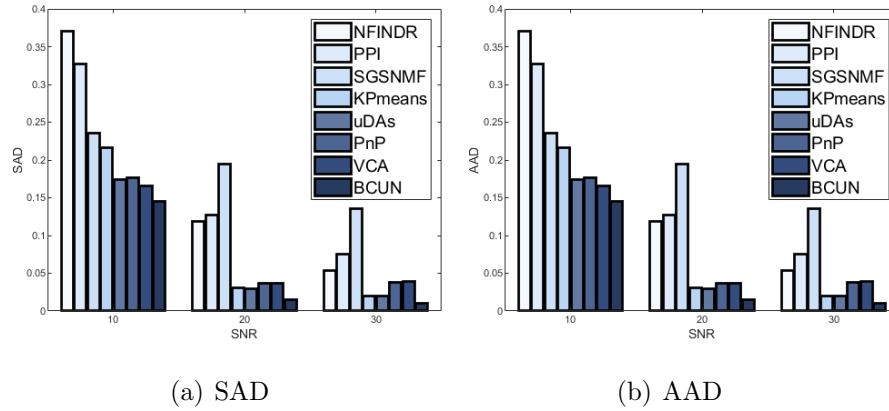 0.4
0.35
0.3
0.25
0.2
0.15
0.1
0.05
0
SAD
10
20
30
SNR
NFINDR
PPI
SGSNMF
KPmeans
uDAs
PnP
VCA
BCUN
(a) SAD
0.4
0.35
0.3
0.25
0.2
0.15
0.1
0.05
0
AAD
10
20
30
SNR
NFINDR
PPI
SGSNMF
KPmeans
uDAs
PnP
VCA
BCUN
(b) AAD